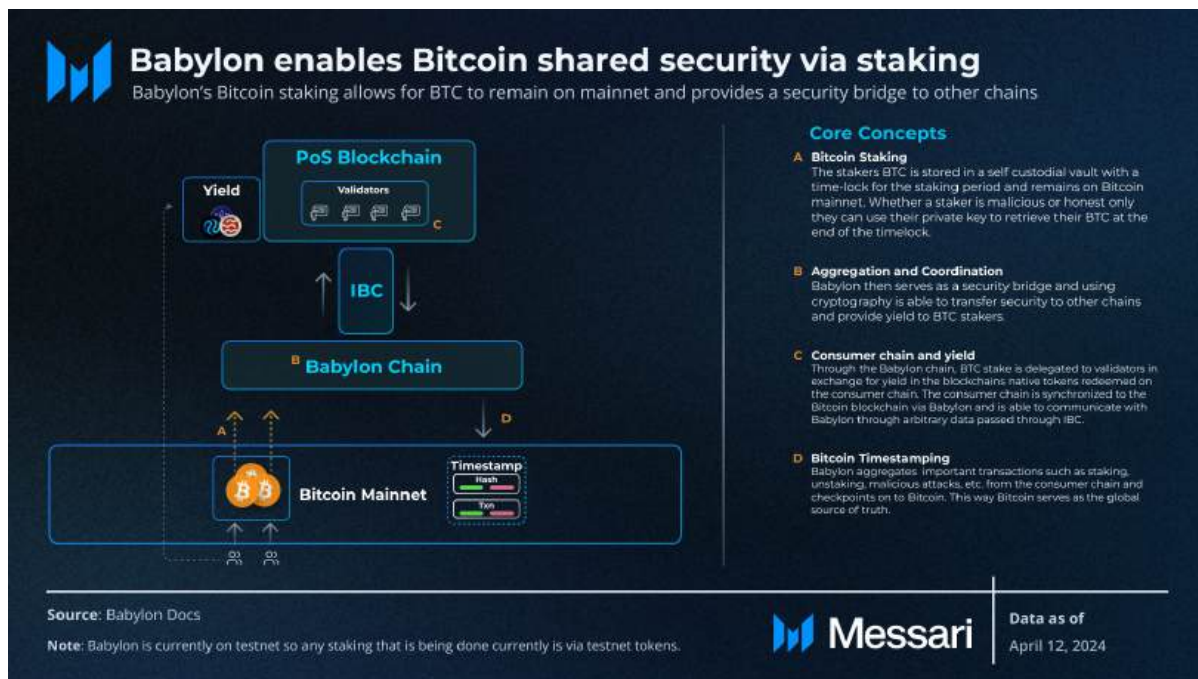 Babylon enables Bitcoin shared security via staking
Babylon's Bitcoin staking allows for BTC to remain on mainnet and provides a security bridge to other chains
PoS Blockchain
Yield
Validators
C
IBC
B Babylon Chain
A
D
Bitcoin Mainnet
Timestamp
Hash
Txn
Core Concepts
A Bitcoin Staking
The stakers BTC is stored in a self custodial vault with a
time-lock for the staking period and remains on Bitcoin
mainnet. Whether a staker is malicious or honest only
they can use their private key to retrieve their BTC at the
end of the timelock.
B Aggregation and Coordination
Babylon then serves as a security bridge and using
cryptography is able to transfer security to other chains
and provide yield to BTC stakers.
C Consumer chain and yield
Through the Babylon chain, BTC stake is delegated to validators in
exchange for yield in the blockchains native tokens redeemed on
the consumer chain. The consumer chain is synchronized to the
Bitcoin blockchain via Babylon and is able to communicate with
Babylon through arbitrary data passed through IBC.
D Bitcoin Timestamping
Babylon aggregates important transactions such as staking,
unstaking, malicious attacks, etc. from the consumer chain and
checkpoints on to Bitcoin. This way Bitcoin serves as the global
source of truth.
Source: Babylon Docs
Note: Babylon is currently on testnet so any staking that is being done currently is via testnet tokens.
Messari
Data as of
April 12, 2024